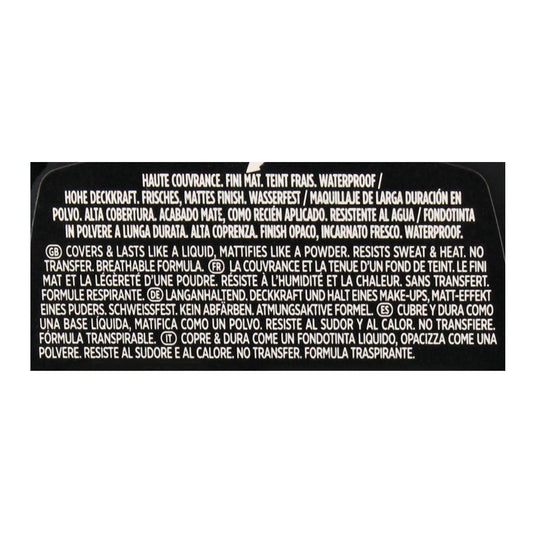 HAUTE COUVRANCE. FINI MAT. TEINT FRAIS. WATERPROOF /
HOHE DECKKRAFT. FRISCHES, MATTES FINISH. WASSERFEST / MAQUILLAJE DE LARGA DURACIÓN EN
POLVO. ALTA COBERTURA. ACABADO MATE, COMO RECIÉN APLICADO. RESISTENTE AL AGUA / FONDOTINTA
IN POLVERE A LUNGA DURATA. ALTA COPRENZA. FINISH OPACO, INCARNATO FRESCO. WATERPROOF.
GB COVERS & LASTS LIKE A LIQUID, MATTIFIES LIKE A POWDER. RESISTS SWEAT & HEAT. NO
TRANSFER. BREATHABLE FORMULA. FR LA COUVRANCE ET LA TENUE D'UN FOND DE TEINT. LE FINI
MAT ET LA LÉGÈRETÉ D'UNE POUDRE. RÉSISTE À L'HUMIDITÉ ET LA CHALEUR. SANS TRANSFERT.
FORMULE RESPIRANTE. DE LANGANHALTEND. DECKKRAFT UND HALT EINES MAKE-UPS, MATT-EFFEKT
EINES PUDERS. SCHWEISSFEST. KEIN ABFÄRBEN. ATMUNGSAKTIVE FORMEL. ES CUBRE Y DURA COMO
UNA BASE LÍQUIDA, MATIFICA COMO UN POLVO. RESISTE AL SUDOR Y AL CALOR. NO TRANSFIERE.
FÓRMULA TRANSPIRABLE. IT COPRE & DURA COME UN FONDOTINTA LIQUIDO, OPACIZZA COME UNA
POLVERE. RESISTE AL SUDORE E AL CALORE. NO TRANSFER. FORMULA TRASPIRANTE.